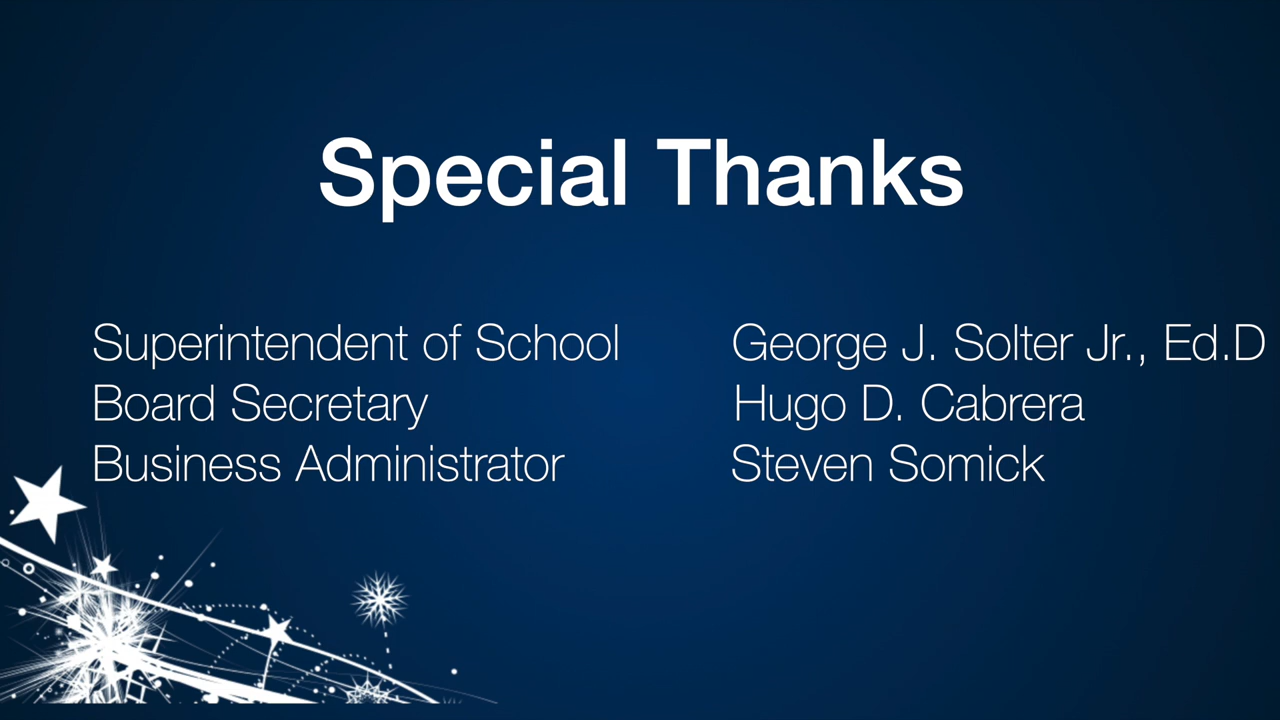 Special Thanks
Superintendent of School George J. Solter Jr., Ed.D
Board Secretary Hugo D. Cabrera
Business Administrator Steven Somick